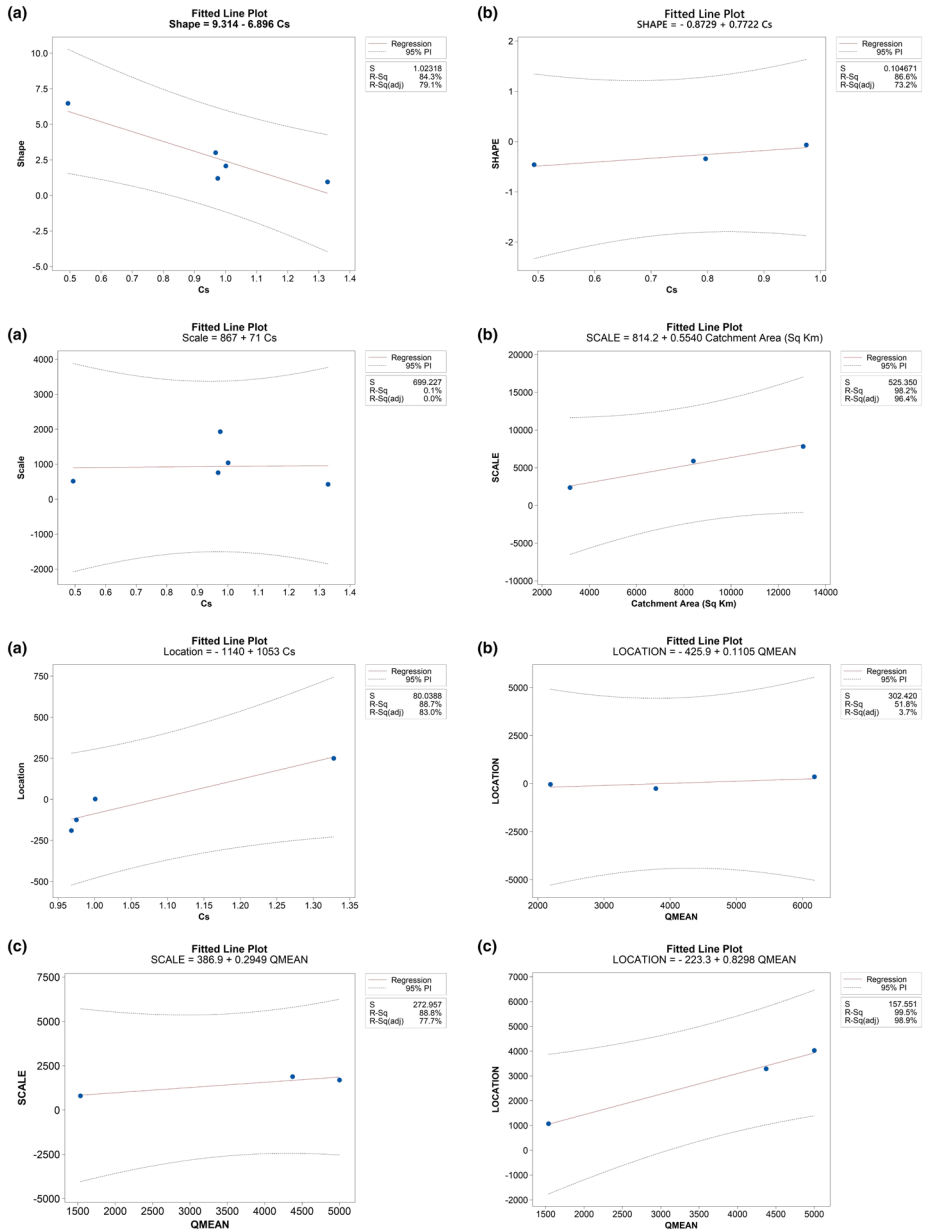 (a)
Fitted Line Plot
Shape = 9.314 - 6.896 Cs
Regression
95% PI
S 1.02318
R-Sq 84.3%
R-Sq(adj) 79.1%
10.0
7.5
5.0
2.5
0.0
-2.5
-5.0
Shape
0.5 0.6 0.7 0.8 0.9 1.0 1.1 1.2 1.3 1.4
Cs
(b)
Fitted Line Plot
SHAPE = - 0.8729 + 0.7722 Cs
Regression
95% PI
S 0.104671
R-Sq 86.6%
R-Sq(adj) 73.2%
2
1
0
-1
-2
SHAPE
0.5 0.6 0.7 0.8 0.9 1.0
Cs
(a)
Fitted Line Plot
Scale = 867 + 71 Cs
Regression
95% PI
S 699.227
R-Sq 0.1%
R-Sq(adj) 0.0%
4000
3000
2000
1000
0
-1000
-2000
Scale
0.5 0.6 0.7 0.8 0.9 1.0 1.1 1.2 1.3 1.4
Cs
(b)
Fitted Line Plot
SCALE = 814.2 + 0.5540 Catchment Area (Sq Km)
Regression
95% PI
S 525.350
R-Sq 98.2%
R-Sq(adj) 96.4%
20000
15000
10000
5000
0
-5000
-10000
SCALE
2000 4000 6000 8000 10000 12000 14000
Catchment Area (Sq Km)
(a)
Fitted Line Plot
Location = - 1140 + 1053 Cs
Regression
95% PI
S 80.0388
R-Sq 88.7%
R-Sq(adj) 83.0%
750
500
250
0
-250
-500
Location
0.95 1.00 1.05 1.10 1.15 1.20 1.25 1.30 1.35
Cs
(b)
Fitted Line Plot
LOCATION = - 425.9 + 0.1105 QMEAN
Regression
95% PI
S 302.420
R-Sq 51.8%
R-Sq(adj) 3.7%
5000
2500
0
-2500
-5000
LOCATION
2000 3000 4000 5000 6000
QMEAN
(c)
Fitted Line Plot
SCALE = 386.9 + 0.2949 QMEAN
Regression
95% PI
S 272.957
R-Sq 88.8%
R-Sq(adj) 77.7%
7500
5000
2500
0
-2500
-5000
SCALE
1500 2000 2500 3000 3500 4000 4500 5000
QMEAN
(c)
Fitted Line Plot
LOCATION = - 223.3 + 0.8298 QMEAN
Regression
95% PI
S 157.551
R-Sq 99.5%
R-Sq(adj) 98.9%
7000
6000
5000
4000
3000
2000
1000
0
-1000
-2000
LOCATION
1500 2000 2500 3000 3500 4000 4500 5000
QMEAN